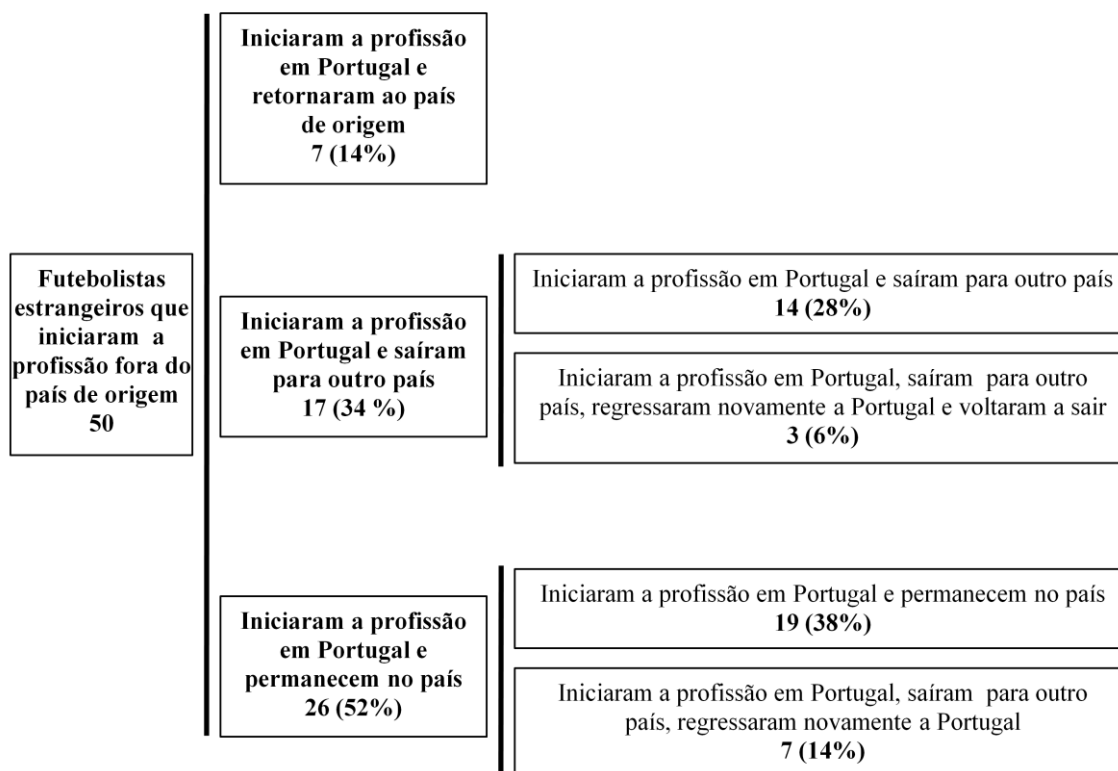 Iniciaram a profissão
em Portugal e
retornaram ao país
de origem
7 (14%)
Futebolistas
estrangeiros que
iniciaram a
profissão fora do
país de origem
50
Iniciaram a profissão
em Portugal e saíram
para outro país
17 (34 %)
Iniciaram a profissão em Portugal e saíram para outro país
14 (28%)
Iniciaram a profissão em Portugal, saíram para outro
país, regressaram novamente a Portugal e voltaram a sair
3 (6%)
Iniciaram a profissão
em Portugal e
permanecem no país
26 (52%)
Iniciaram a profissão em Portugal e permanecem no país
19 (38%)
Iniciaram a profissão em Portugal, saíram para outro
país, regressaram novamente a Portugal
7 (14%)